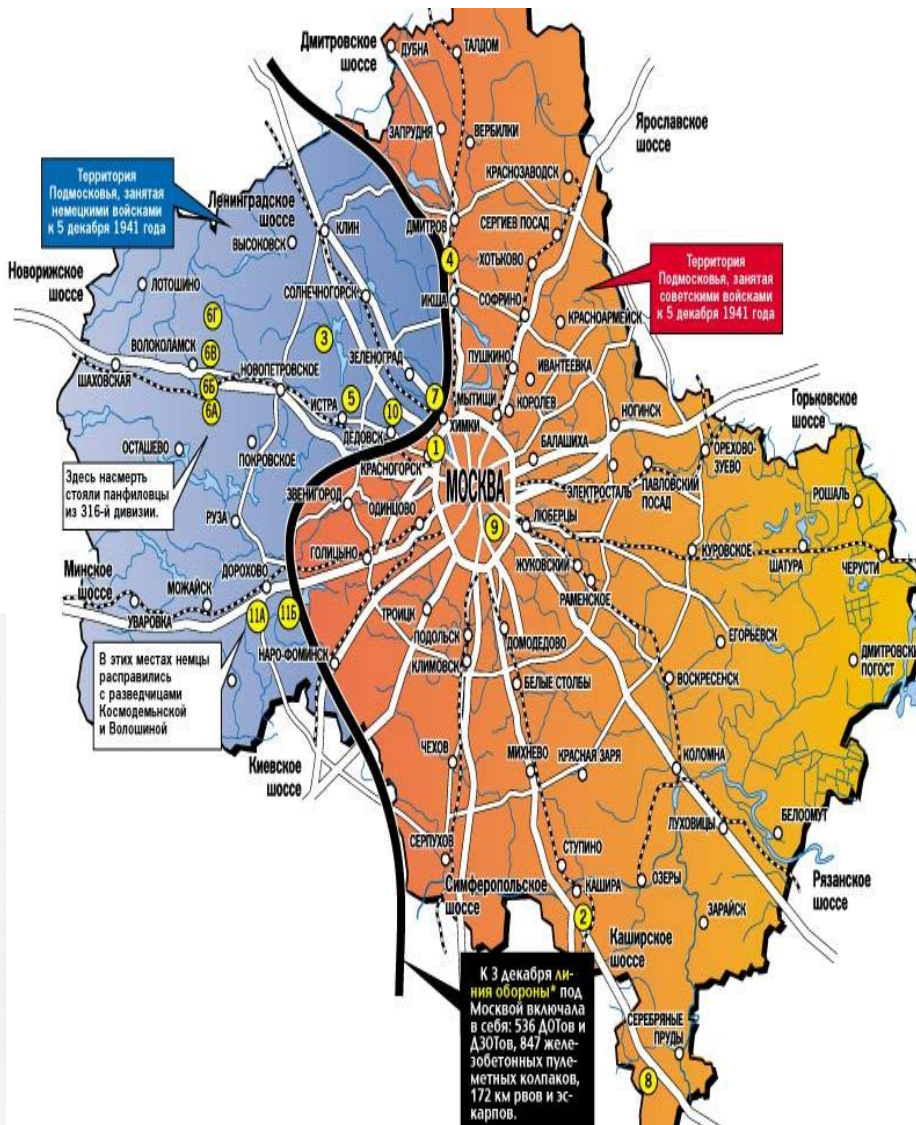 Дмитровское
шоссе
ДУБНА
ТАЛДОМ
ЗАПРУДНЯ
ВЕРБИЛКИ
Ярославское
шоссе
Территория
Подмосковья, занятая
немецкими войсками
к 5 декабря 1941 года
Ленинградское
шоссе
КРАСНОЗАВОДСК
ВЫСОКОВСК
КЛИН
ДМИТРОВ
СЕРГИЕВ ПОСАД
Новорижское
шоссе
4
ХОТЬКОВО
Территория
Подмосковья, занятая
советскими войсками
к 5 декабря 1941 года
ЛОТОШИНО
СОЛНЕЧНОГОРСК
ИКША
СОФРИНО
КРАСНОАРМЕЙСК
6Г
3
ВОЛОКОЛАМСК
6В
ЗЕЛЕНОГРАД
ПУШКИНО
ИВАНТЕЕВКА
ШАХОВСКАЯ
6Б
НОВОПЕТРОВСКОЕ
6А
ИСТРА
5
10
7
МЫТИЩИ
КОРОЛЕВ
НОГИНСК
Горьковское
шоссе
ХИМКИ
ДЕДОВСК
1
БАЛАШИХА
ОСТАШЕВО
ПОКРОВСКОЕ
КРАСНОГОРСК
ОРЕХОВО-
ЗУЕВО
Здесь насмерть
стояли панфиловцы
из 316-й дивизии.
ЗВЕНИГОРОД
МОСКВА
ЭЛЕКТРОСТАЛЬ
ПАВЛОВСКИЙ
ПОСАД
РОШАЛЬ
РУЗА
ОДИНЦОВО
9
ЛЮБЕРЦЫ
ГОЛИЦЫНО
КУРОВСКОЕ
ШАТУРА
ЧЕРУСТИ
Минское
шоссе
ДОРОХОВО
МОЖАЙСК
УВАРОВКА
ЖУКОВСКИЙ
РАМЕНСКОЕ
11А
11Б
ТРОИЦК
ПОДОЛЬСК
ДОМОДЕДОВО
ЕГОРЬЕВСК
НАРО-ФОМИНСК
КЛИМОВСК
БЕЛЫЕ СТОЛБЫ
ВОСКРЕСЕНСК
ДМИТРОВСКИ
ПОГОСТ
В этих местах немцы
расправились
с разведчицами
Космодемьнской
и Волошиной
Киевское
шоссе
ЧЕХОВ
МИХНЕВО
КРАСНАЯ ЗАРЯ
КОЛОМНА
БЕЛООМУТ
ЛУХОВИЦЫ
СЕРПУХОВ
СТУПИНО
Симферопольское
шоссе
КАШИРА
ОЗЕРЫ
Рязанское
шоссе
2
ЗАРАЙСК
Каширское
шоссе
К 3 декабря ли-
ния обороны* под
Москвой включала
в себя: 536 ДОТов и
ДЗОТов, 847 желе-
зобетонных пуле-
метных колпаков,
172 км рвов и эс-
карпов.
СЕРЕБРЯНЫЕ
ПРУДЫ
8